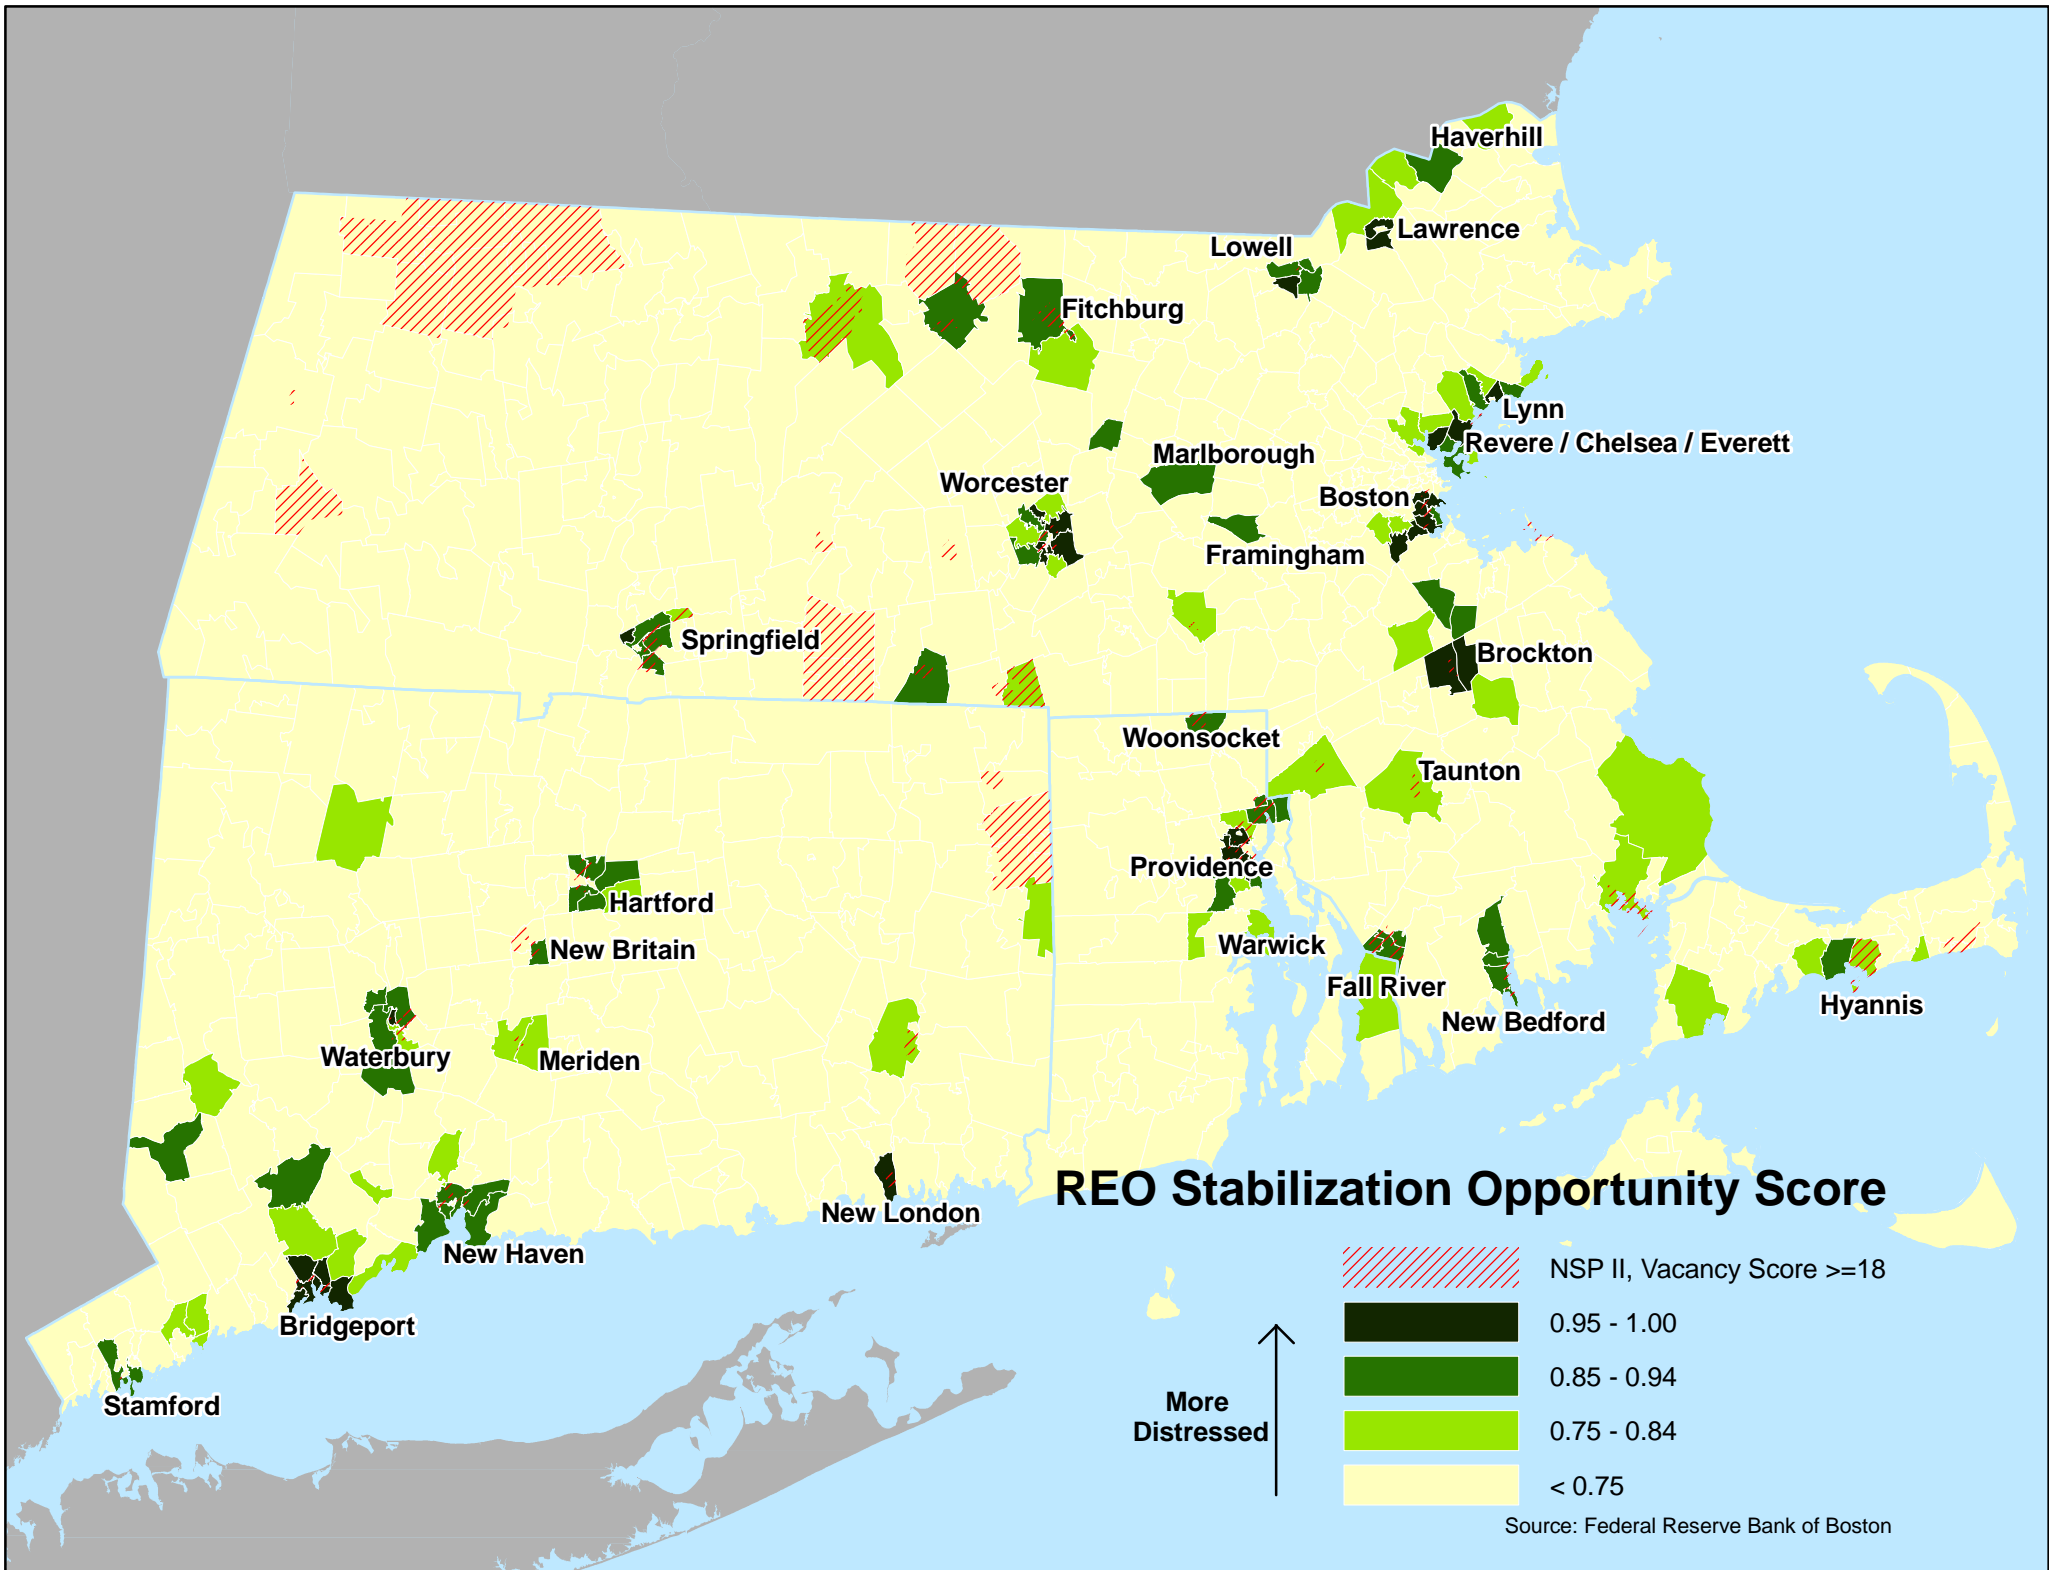 Haverhill
Lawrence
Lowell
Fitchburg
Lynn
Revere / Chelsea / Everett
Marlborough
Worcester
Boston
Framingham
Springfield
Brockton
Woonsocket
Taunton
Providence
Hartford
Warwick
New Britain
Fall River
Hyannis
New Bedford
Waterbury
Meriden
New London
New Haven
Bridgeport
Stamford
REO Stabilization Opportunity Score
NSP II, Vacancy Score >=18
0.95 - 1.00
0.85 - 0.94
0.75 - 0.84
< 0.75
More
Distressed
Source: Federal Reserve Bank of Boston